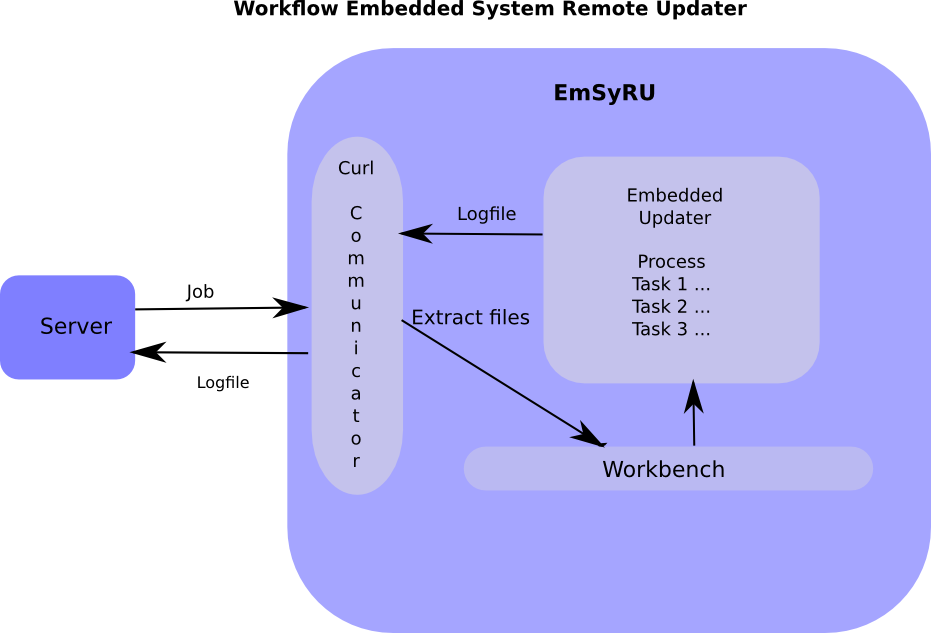 Workflow Embedded System Remote Updater
EmSyRU
Curl
C
o
m
m
u
n
i
c
a
t
o
r
Logfile
Embedded
Updater
Process
Task 1 ...
Task 2 ...
Task 3 ...
Job
Server
Logfile
Extract files
Workbench